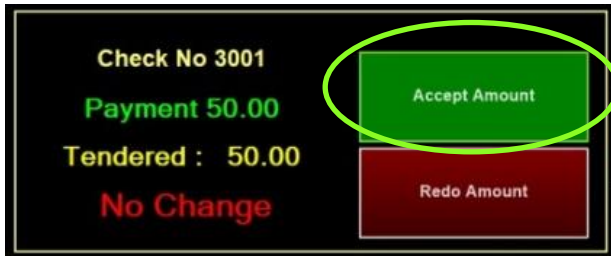 Check No 3001
Payment 50.00
Tendered : 50.00
No Change
Accept Amount
Redo Amount